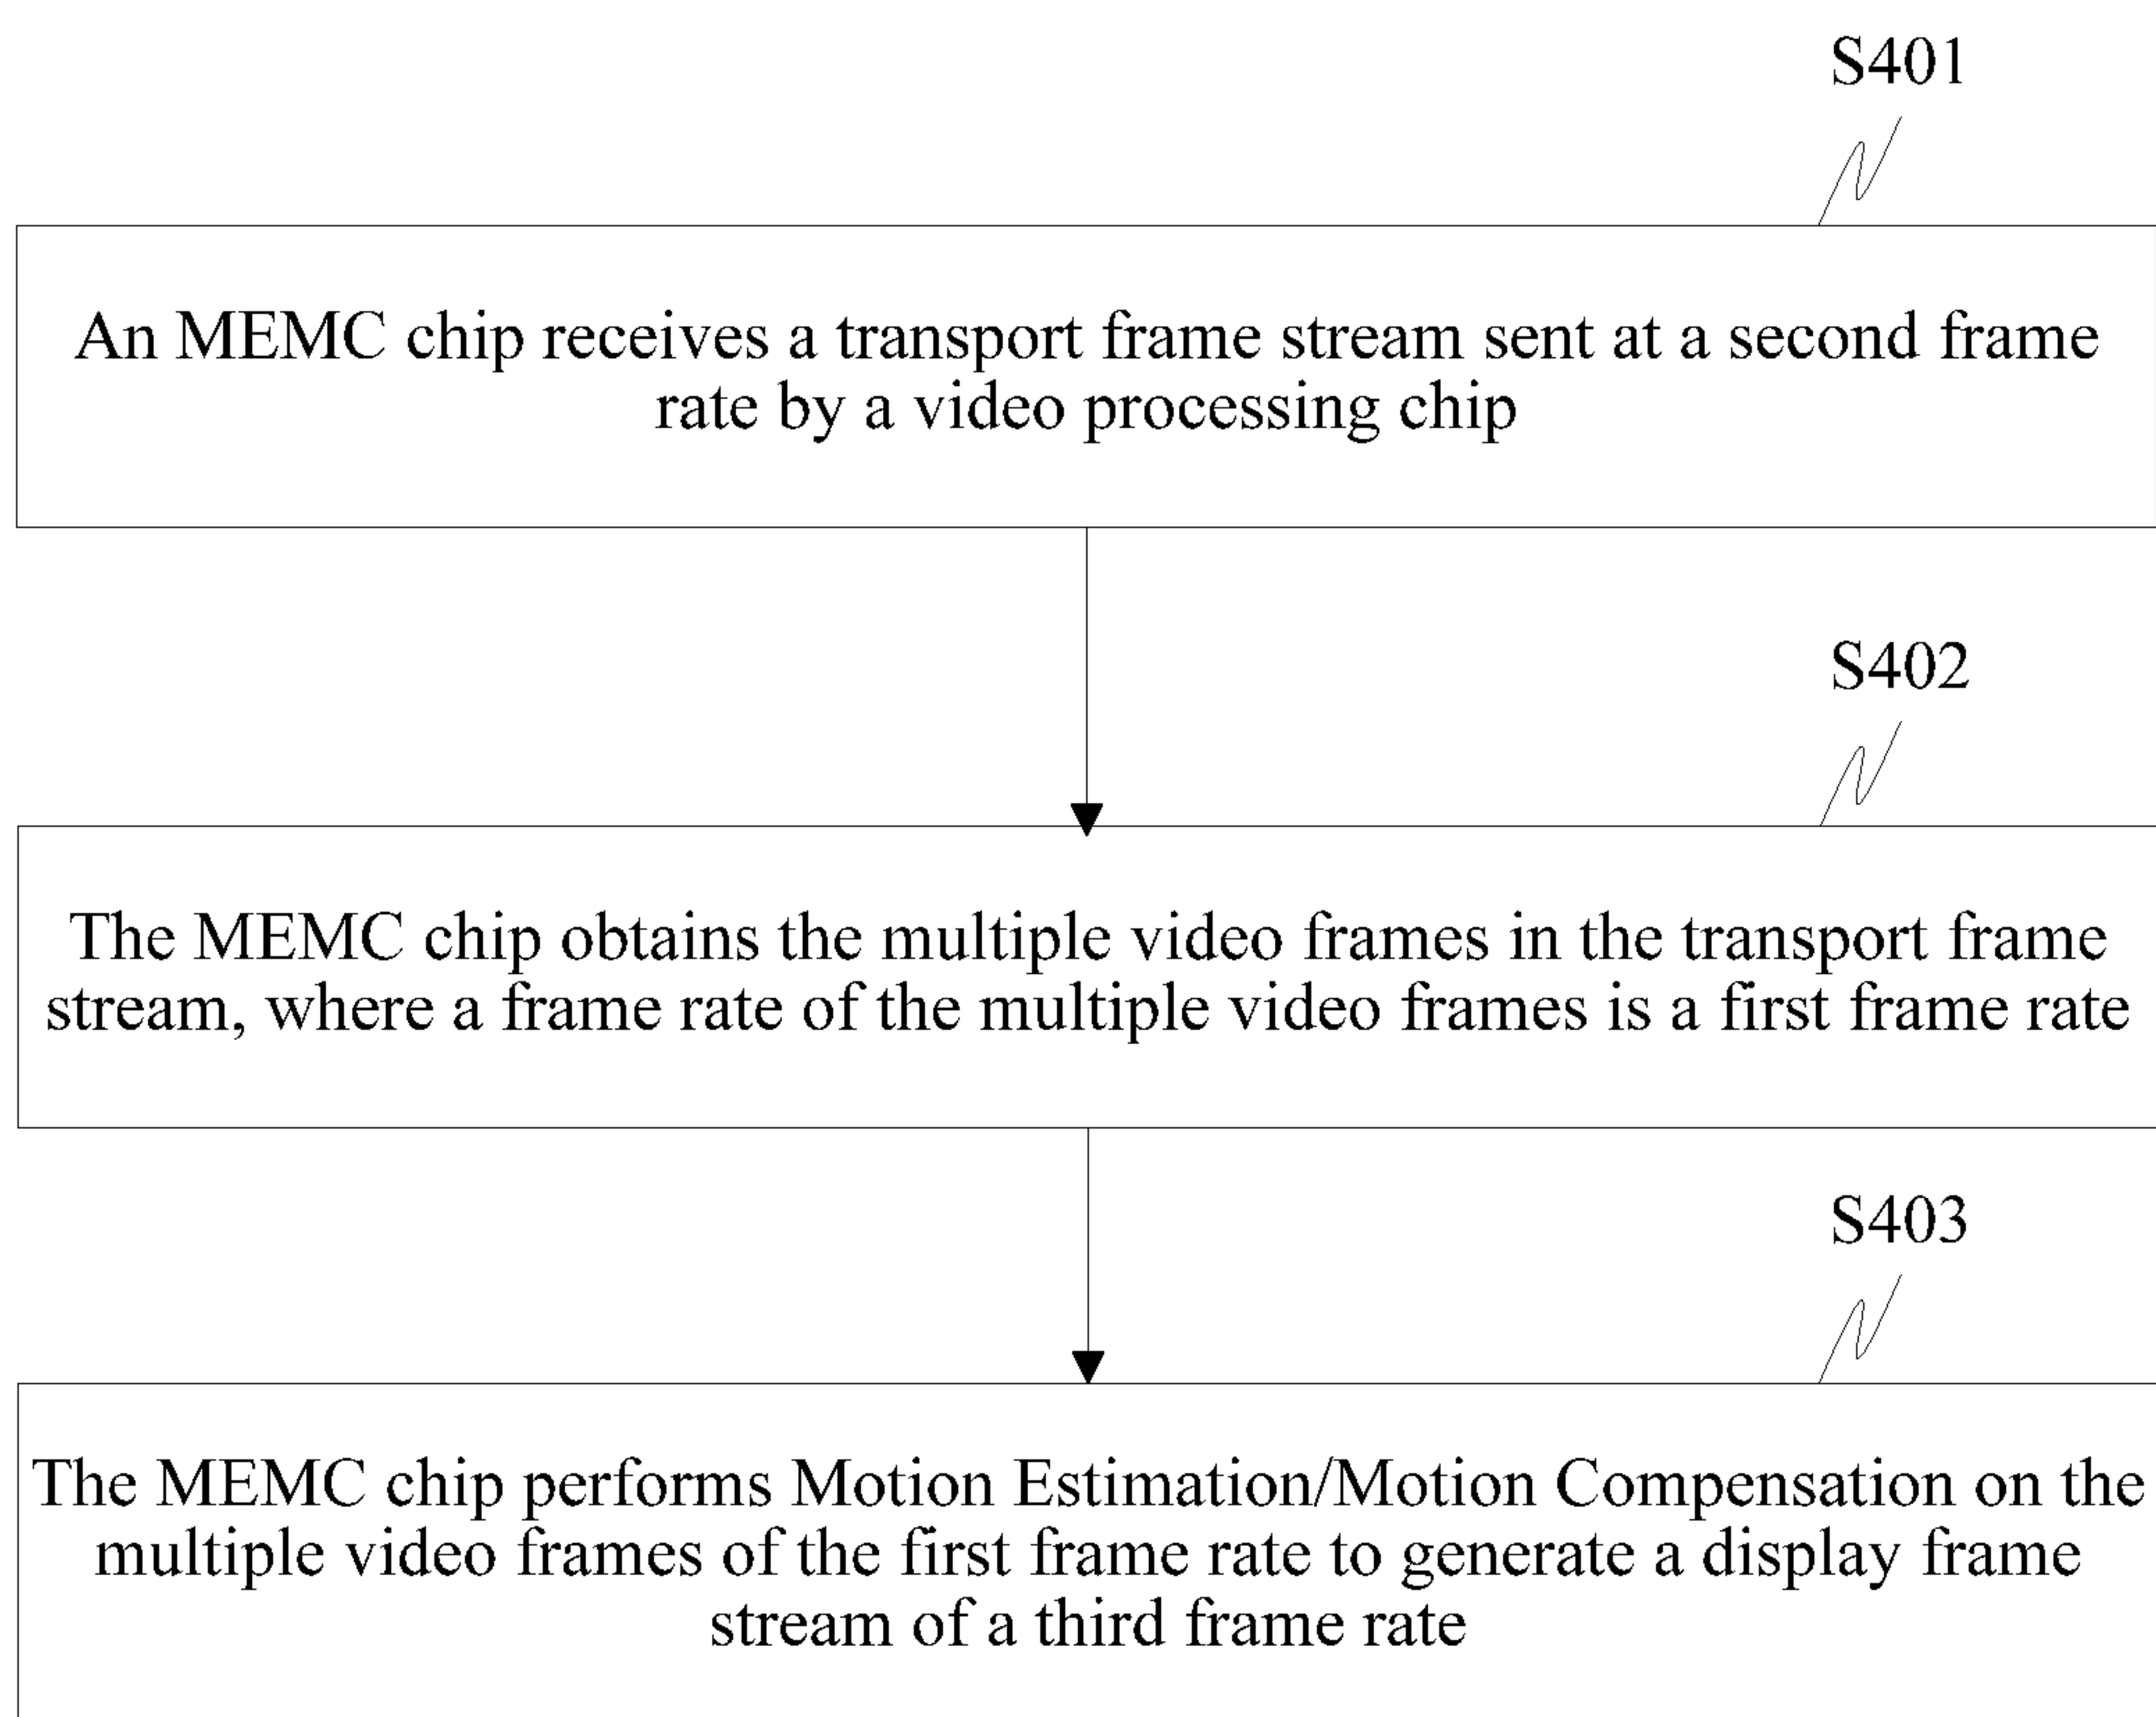 S401
An MEMC chip receives a transport frame stream sent at a second frame
rate by a video processing chip
S402
The MEMC chip obtains the multiple video frames in the transport frame
stream, where a frame rate of the multiple video frames is a first frame rate
S403
The MEMC chip performs Motion Estimation/Motion Compensation on the
multiple video frames of the first frame rate to generate a display frame
stream of a third frame rate